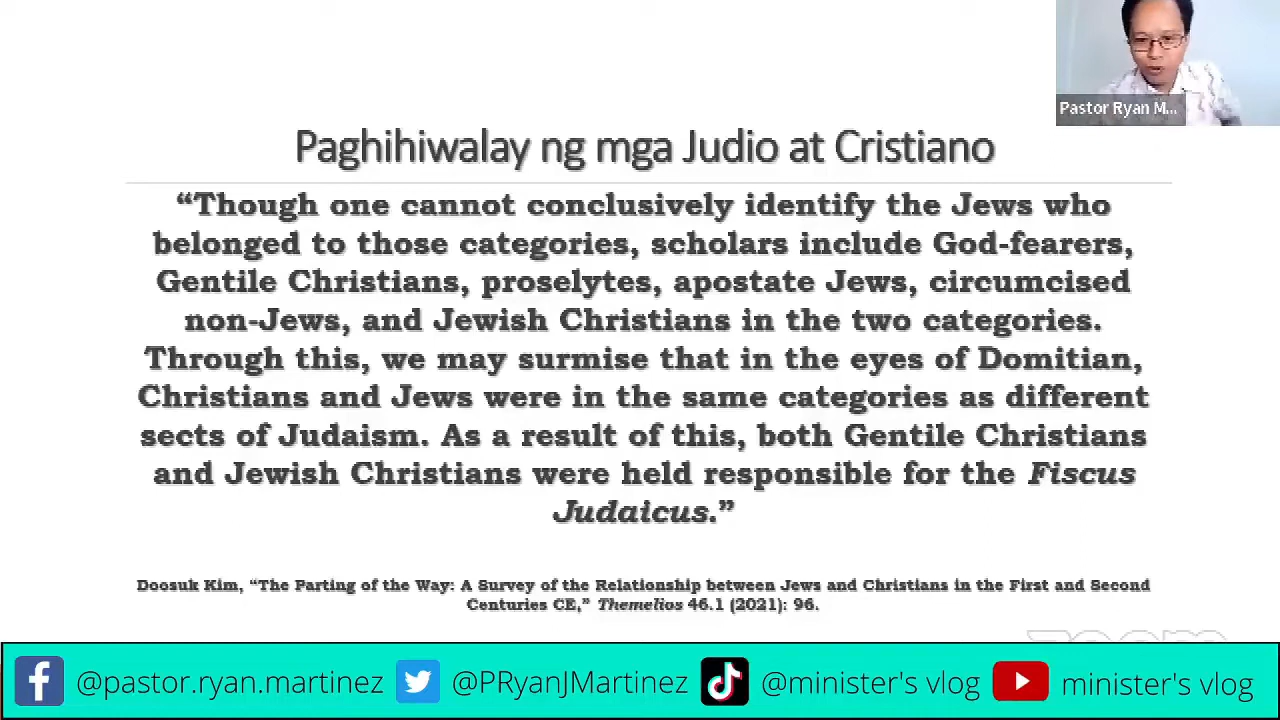 Pastor Ryan M...
Paghihiwalay ng mga Judio at Cristiano
“Though one cannot conclusively identify the Jews who
belonged to those categories, scholars include God-fearers,
Gentile Christians, proselytes, apostate Jews, circumcised
non-Jews, and Jewish Christians in the two categories.
Through this, we may surmise that in the eyes of Domitian,
Christians and Jews were in the same categories as different
sects of Judaism. As a result of this, both Gentile Christians
and Jewish Christians were held responsible for the Fiscus
Judaicus.”
Doosuk Kim, “The Parting of the Way: A Survey of the Relationship between Jews and Christians in the First and Second
Centuries CE,” Themelios 46.1 (2021): 96.
zoom
@pastor.ryan.martinez @PRyanJMartinez @minister's vlog minister's vlog